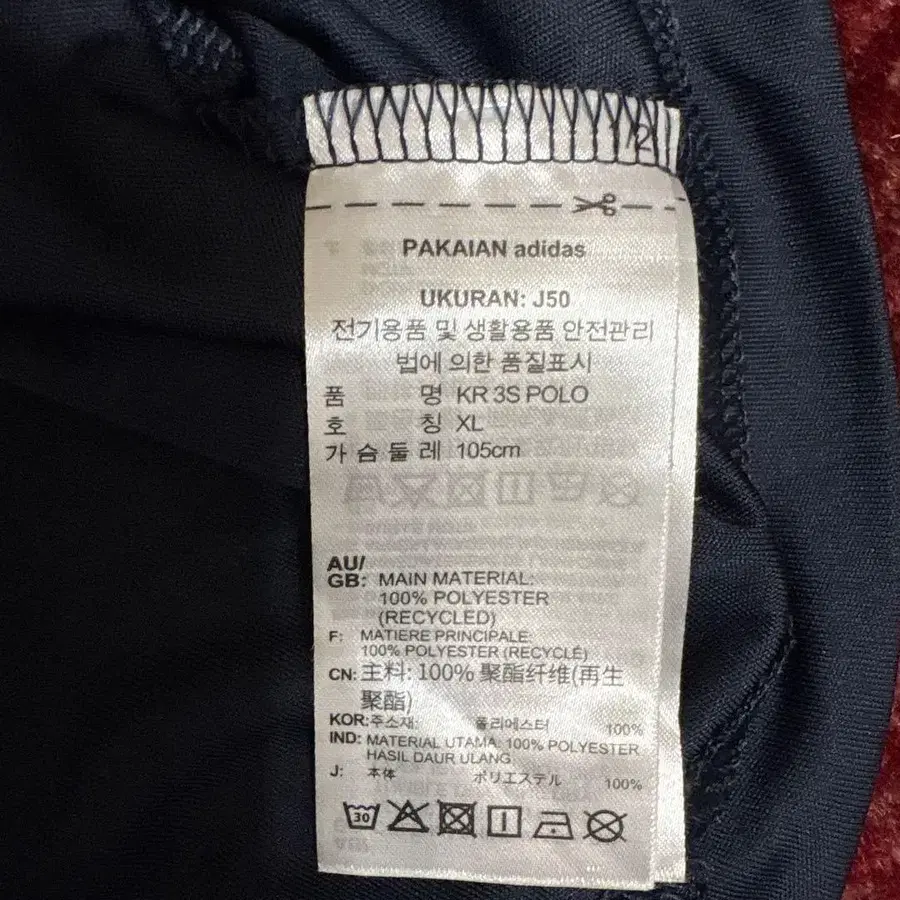 1/2
PAKAIAN adidas
UKURAN: J50
전기용품 및 생활용품 안전관리
법에 의한 품질표시
품 명 KR 3S POLO
호 칭 XL
가 슴 둘 레 105cm
AU/
GB: MAIN MATERIAL:
100% POLYESTER
(RECYCLED)
F: MATIERE PRINCIPALE:
100% POLYESTER (RECYCLÉ)
CN: 主料: 100% 聚酯纤维(再生
聚酯)
KOR: 주소재: 폴리에스터 100%
IND: MATERIAL UTAMA: 100% POLYESTER
HASIL DAUR ULANG
J: 本体 ポリエステル 100%
30